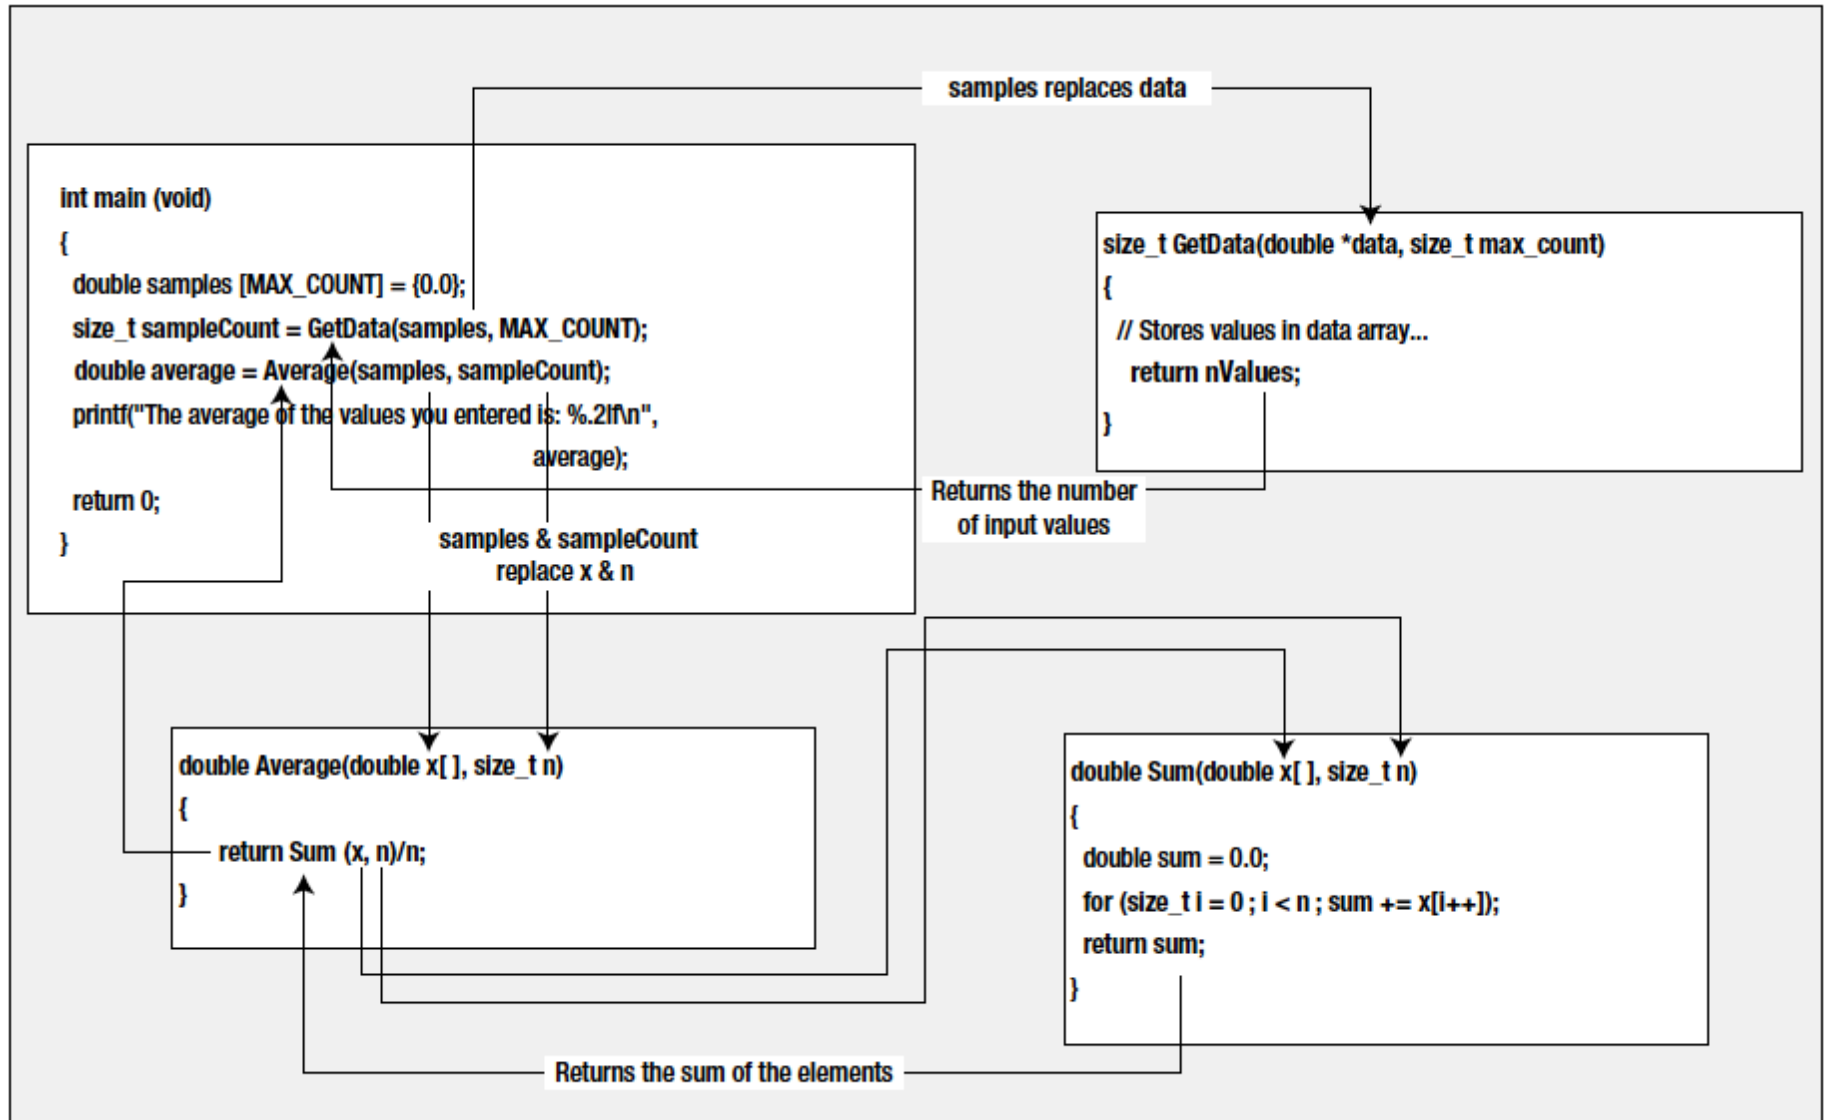 samples replaces data
int main (void)
{
double samples [MAX_COUNT] = {0.0};
size_t sampleCount = GetData(samples, MAX_COUNT);
double average = Average(samples, sampleCount);
printf("The average of the values you entered is: %.2lf\n",
average);
return 0;
}
size_t GetData(double *data, size_t max_count)
{
// Stores values in data array...
return nValues;
}
Returns the number
of input values
samples & sampleCount
replace x & n
double Average(double x[ ], size_t n)
{
return Sum (x, n)/n;
}
double Sum(double x[ ], size_t n)
{
double sum = 0.0;
for (size_t i = 0 ; i < n ; sum += x[i++]);
return sum;
}
Returns the sum of the elements